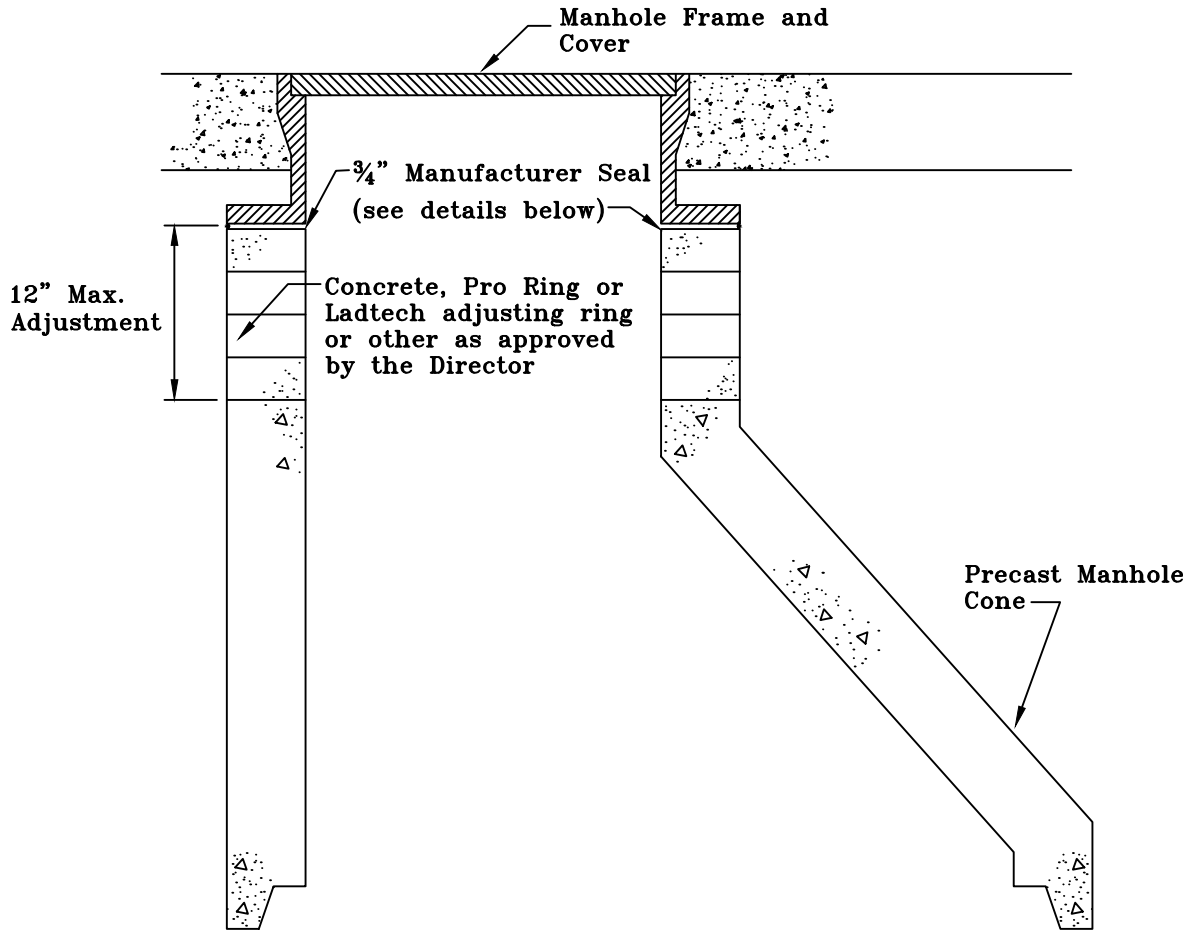 Manhole Frame and
Cover
¾” Manufacturer Seal
(see details below)
12” Max.
Adjustment
Concrete, Pro Ring or
Ladtech adjusting ring
or other as approved
by the Director
Precast Manhole
Cone